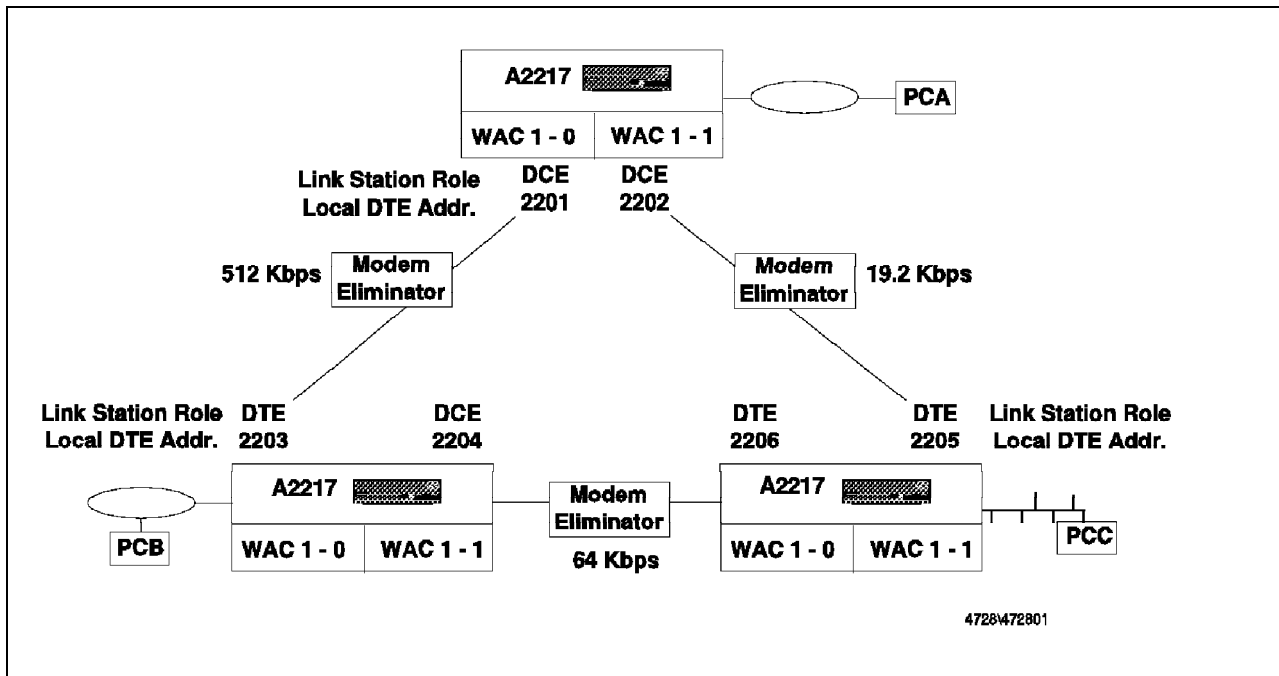 A2217
PCA
WAC 1 - 0 WAC 1 - 1
Link Station Role DCE DCE
Local DTE Addr. 2201 2202
512 Kbps
Modem
Eliminator
Modem
Eliminator
19.2 Kbps
Link Station Role DTE DCE DTE DTE Link Station Role
Local DTE Addr. 2203 2204 2206 2205 Local DTE Addr.
A2217
Modem
Eliminator
A2217
PCB
WAC 1 - 0 WAC 1 - 1
64 Kbps
WAC 1 - 0 WAC 1 - 1
PCC
4728\472801